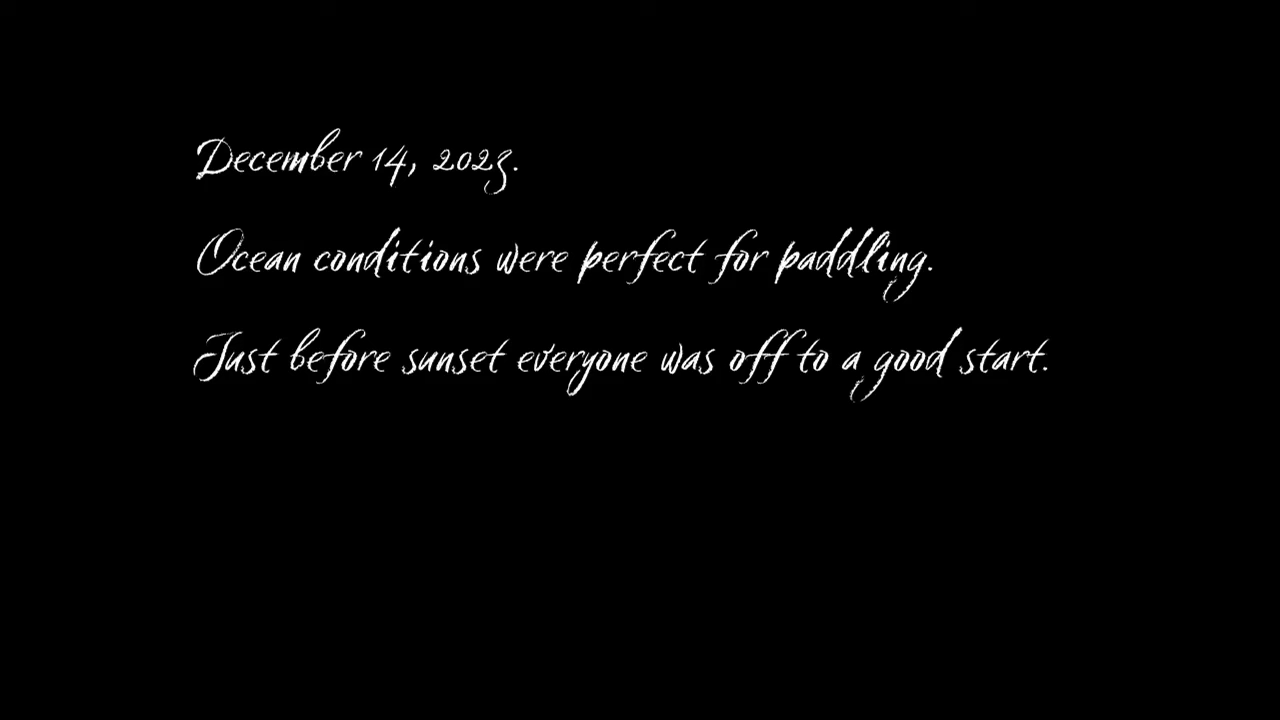 December 14, 2023.
Ocean conditions were perfect for paddling.
Just before sunset everyone was off to a good start.